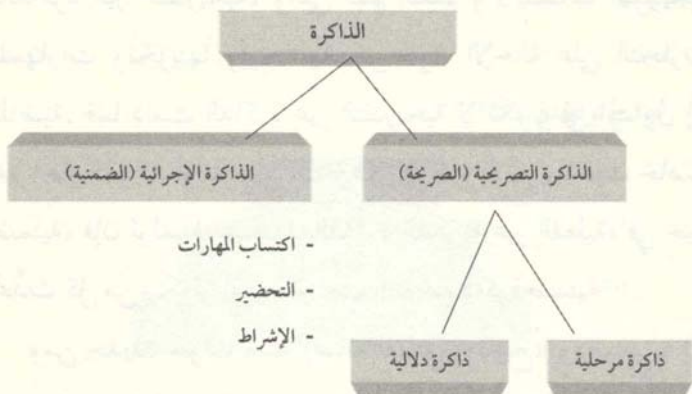 الذاكرة
الذاكرة التصريحية (الصريحة)
الذاكرة الإجرائية (الضمنية)
- اكتساب المهارات
- التحضير
- الإشراط
ذاكرة مرحلية
ذاكرة دلالية